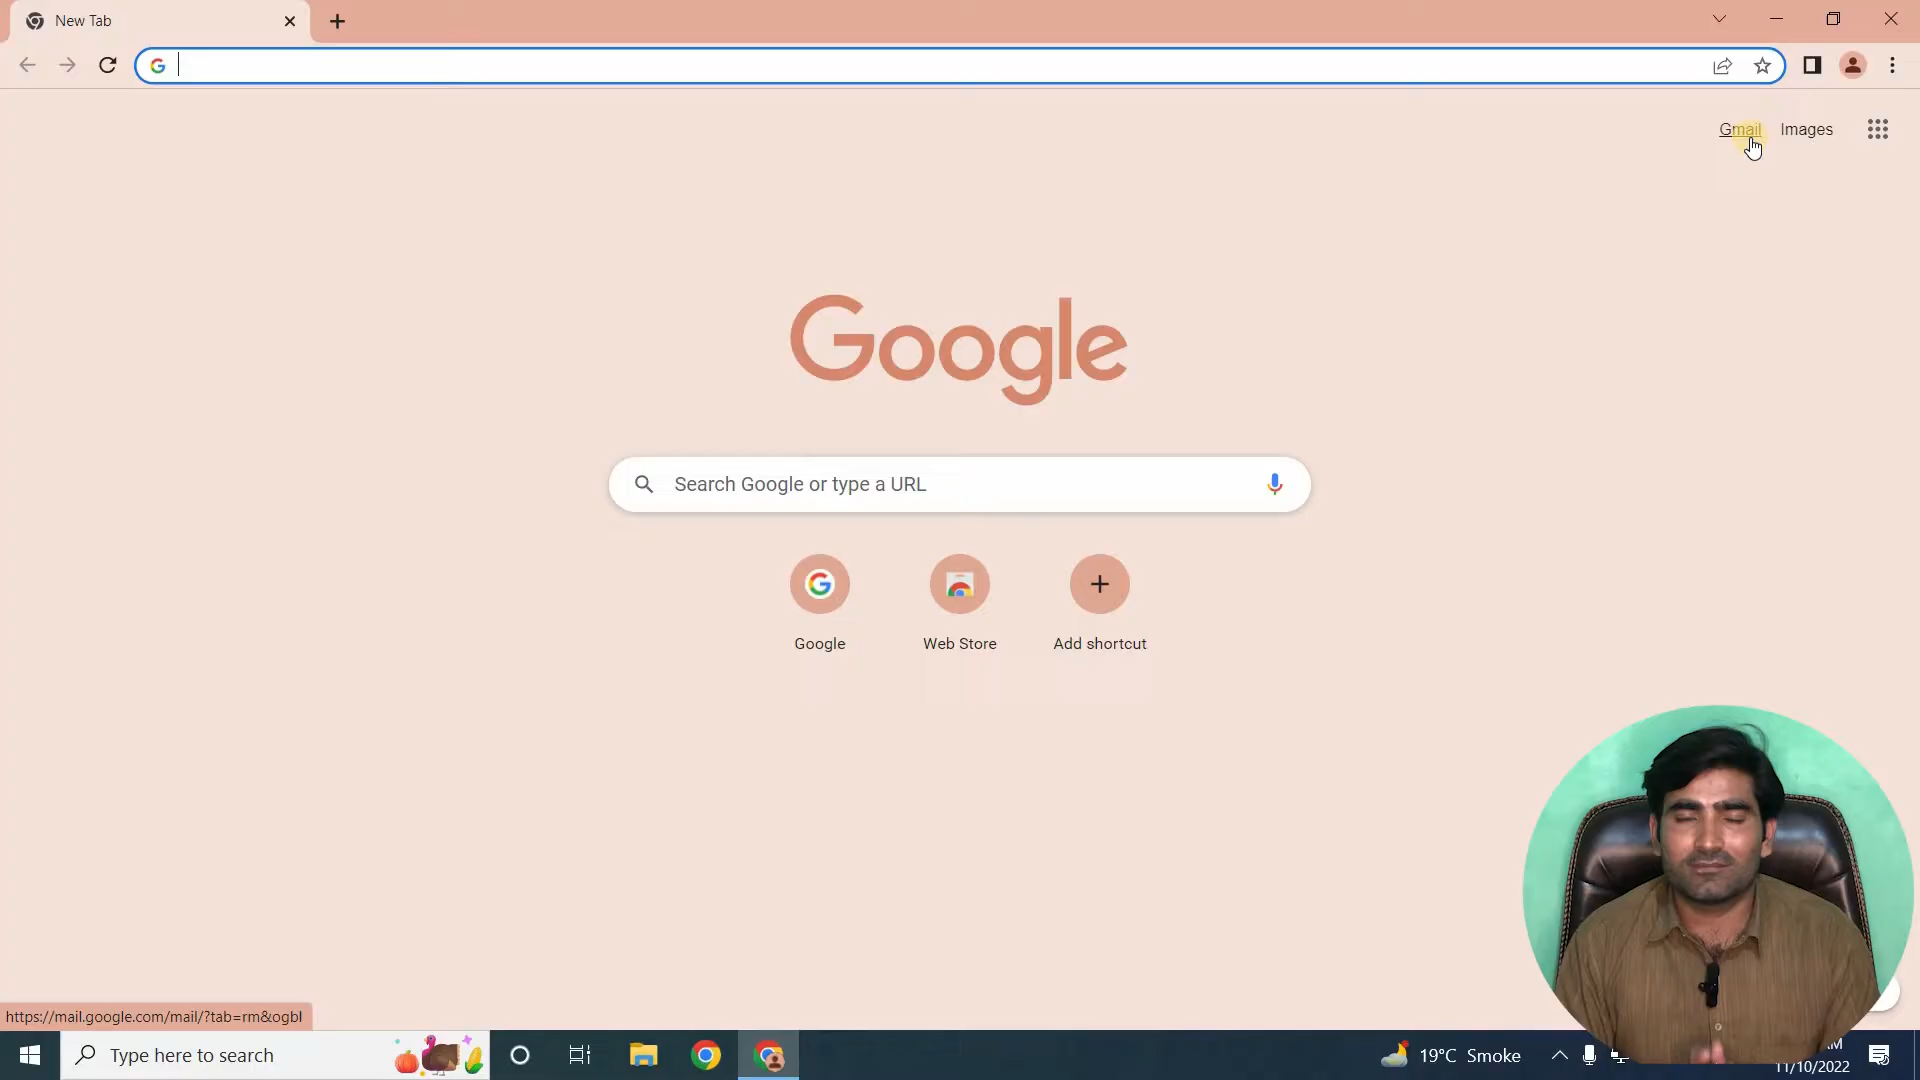 New Tab
Gmail Images
Google
Search Google or type a URL
Google Web Store Add shortcut
https://mail.google.com/mail/?tab=rm&ogbl
Type here to search
19°C Smoke
11/10/2022